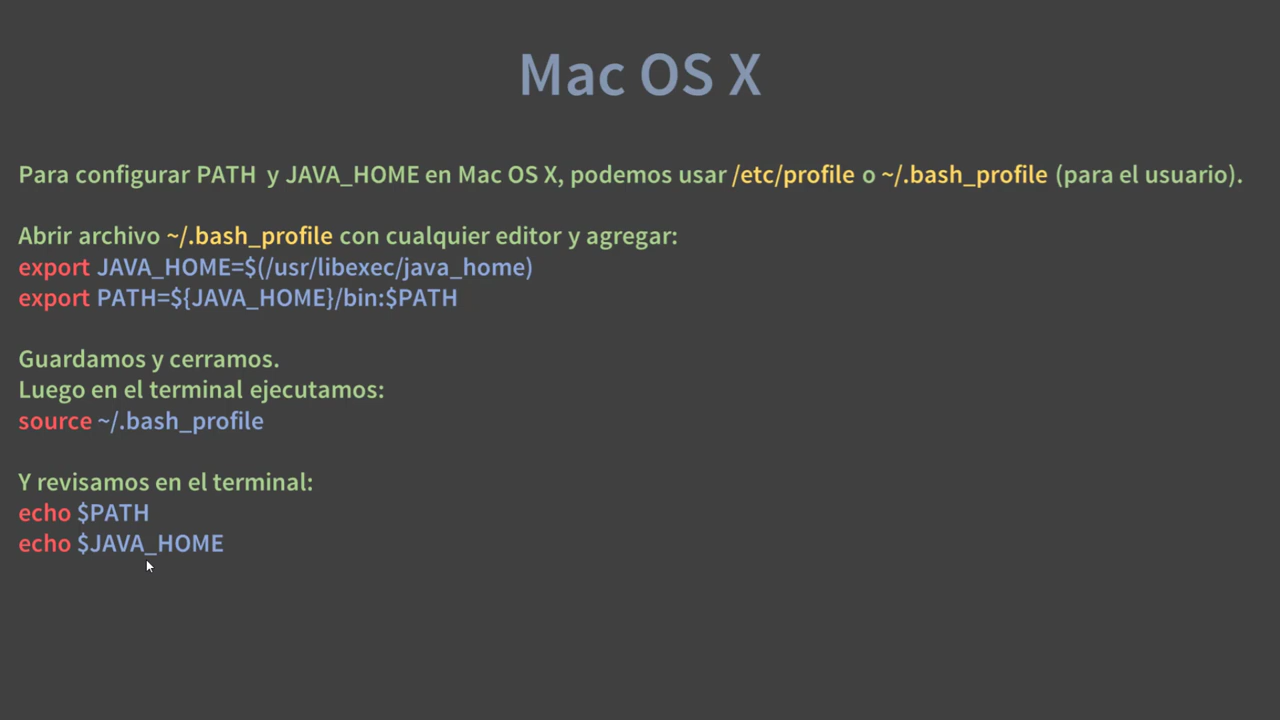 Mac OS X
Para configurar PATH y JAVA_HOME en Mac OS X, podemos usar /etc/profile o ~/.bash_profile (para el usuario).
Abrir archivo ~/.bash_profile con cualquier editor y agregar:
export JAVA_HOME=$(/usr/libexec/java_home)
export PATH=${JAVA_HOME}/bin:$PATH
Guardamos y cerramos.
Luego en el terminal ejecutamos:
source ~/.bash_profile
Y revisamos en el terminal:
echo $PATH
echo $JAVA_HOME